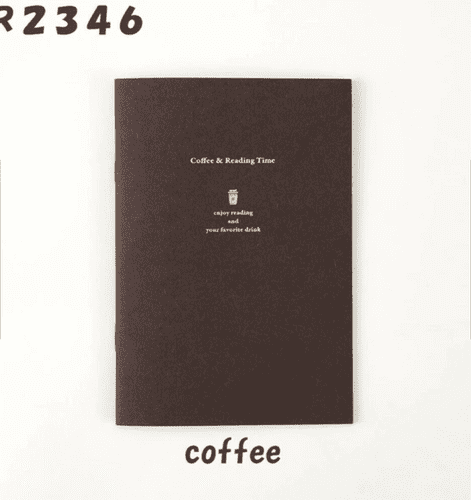 R2346
Coffee & Reading Time
enjoy reading
and
your favorite drink
coffee